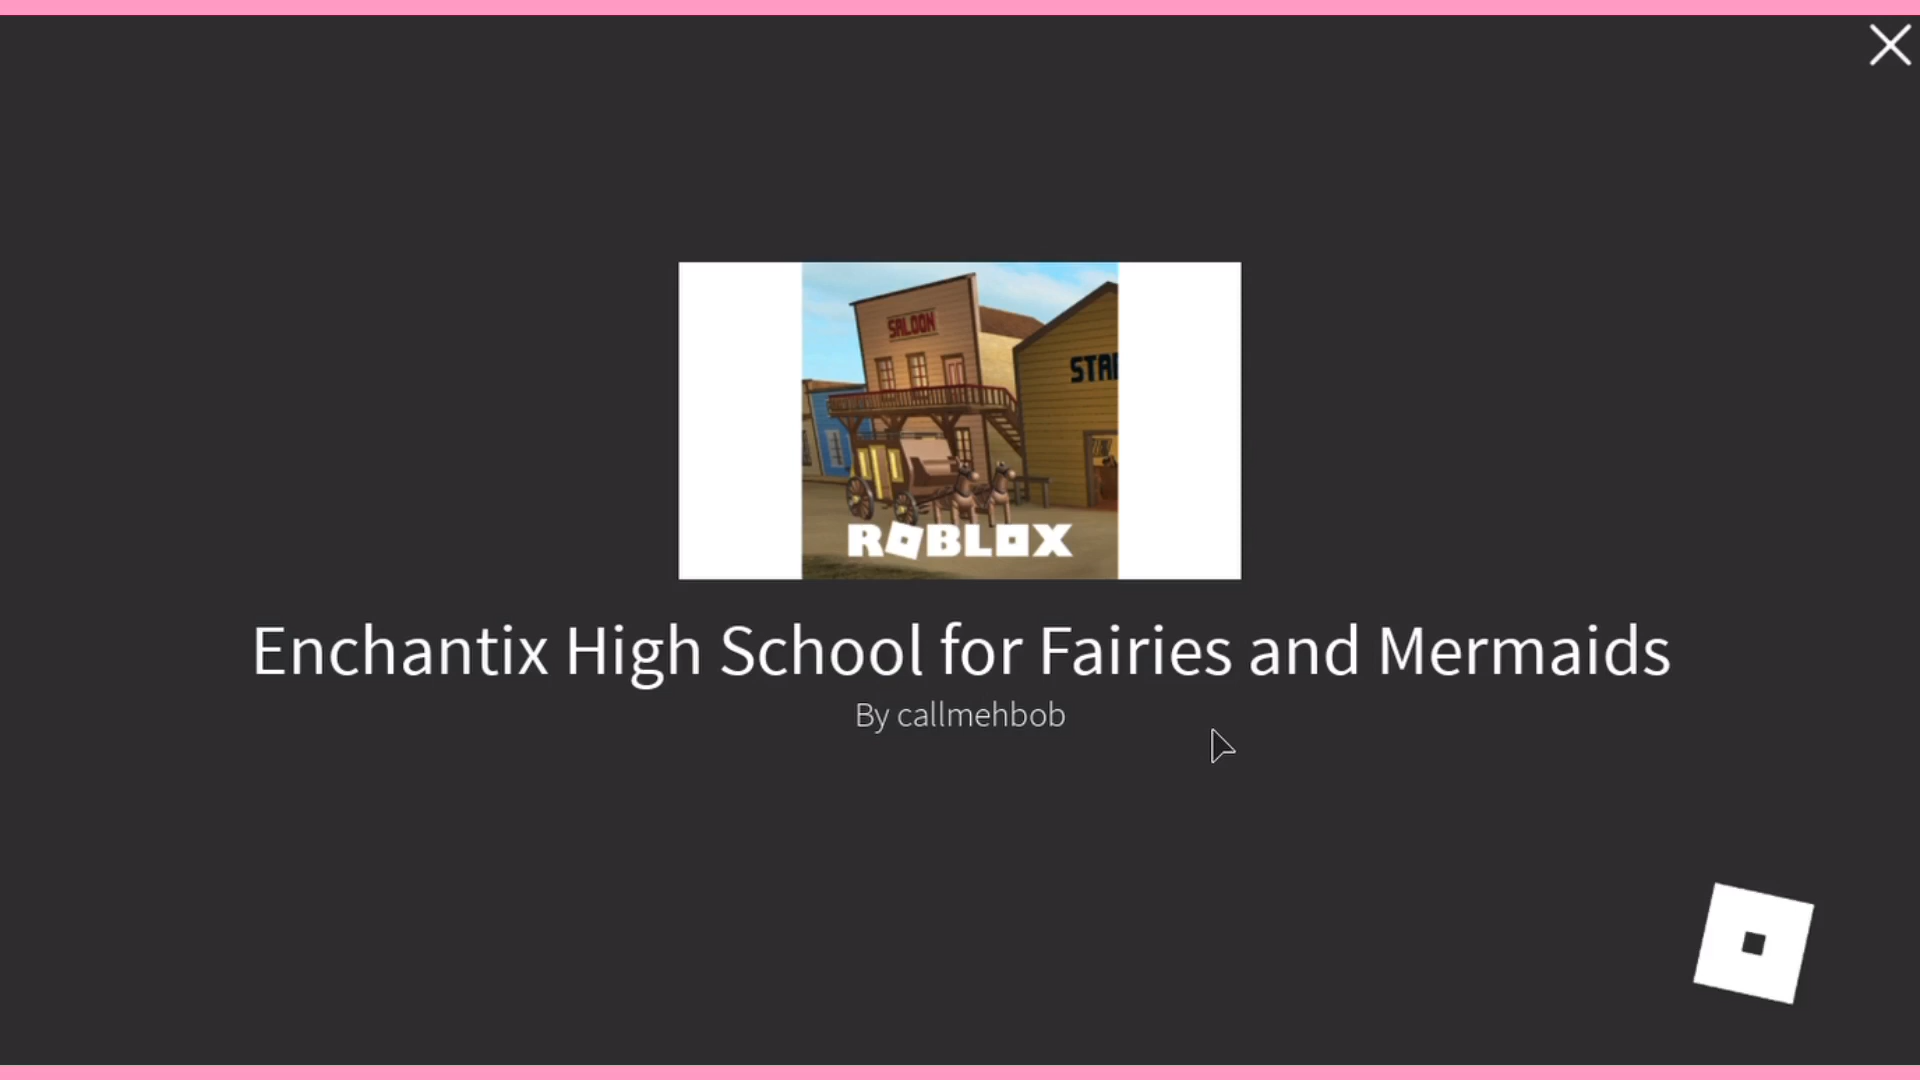 SALOON
STA
ROBLOX
Enchantix High School for Fairies and Mermaids
By callmehbob